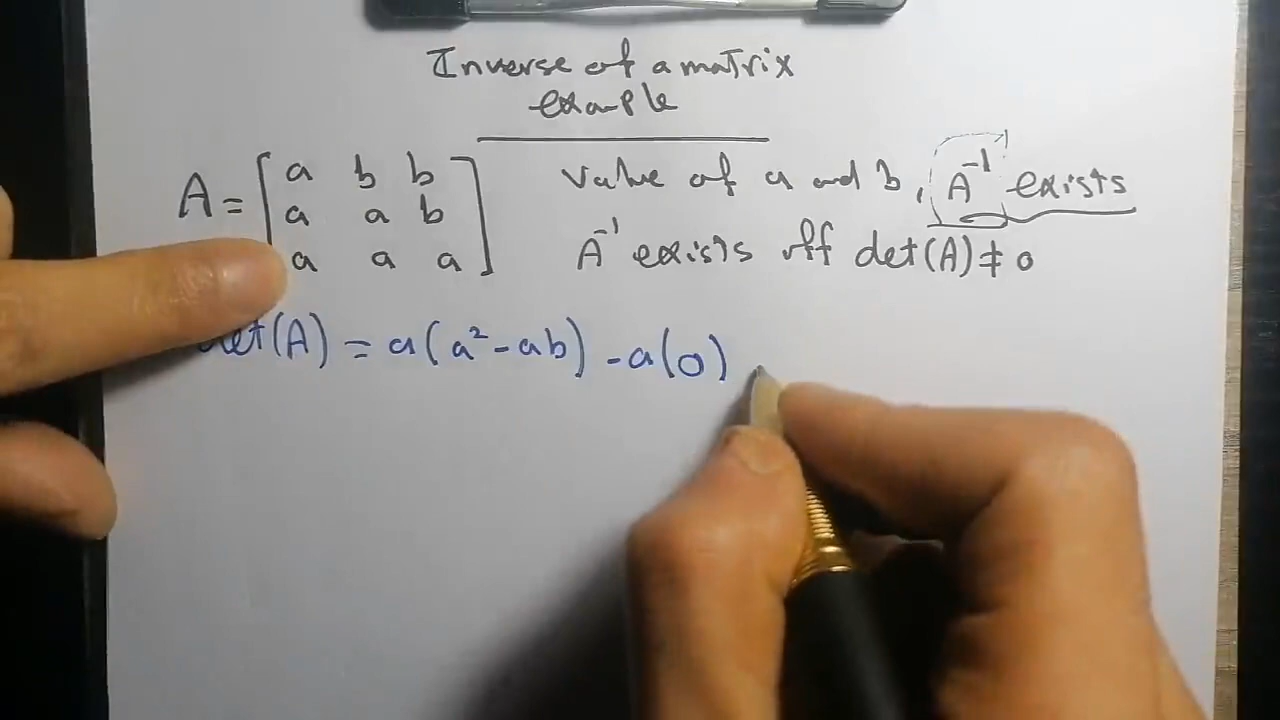 Inverse of a matrix
example
A = [a b b
a a b
a a a]
value of a and b, A⁻¹ exists
A⁻¹ exists iff det(A) ≠ 0
det(A) = a(a² - ab) - a(0)